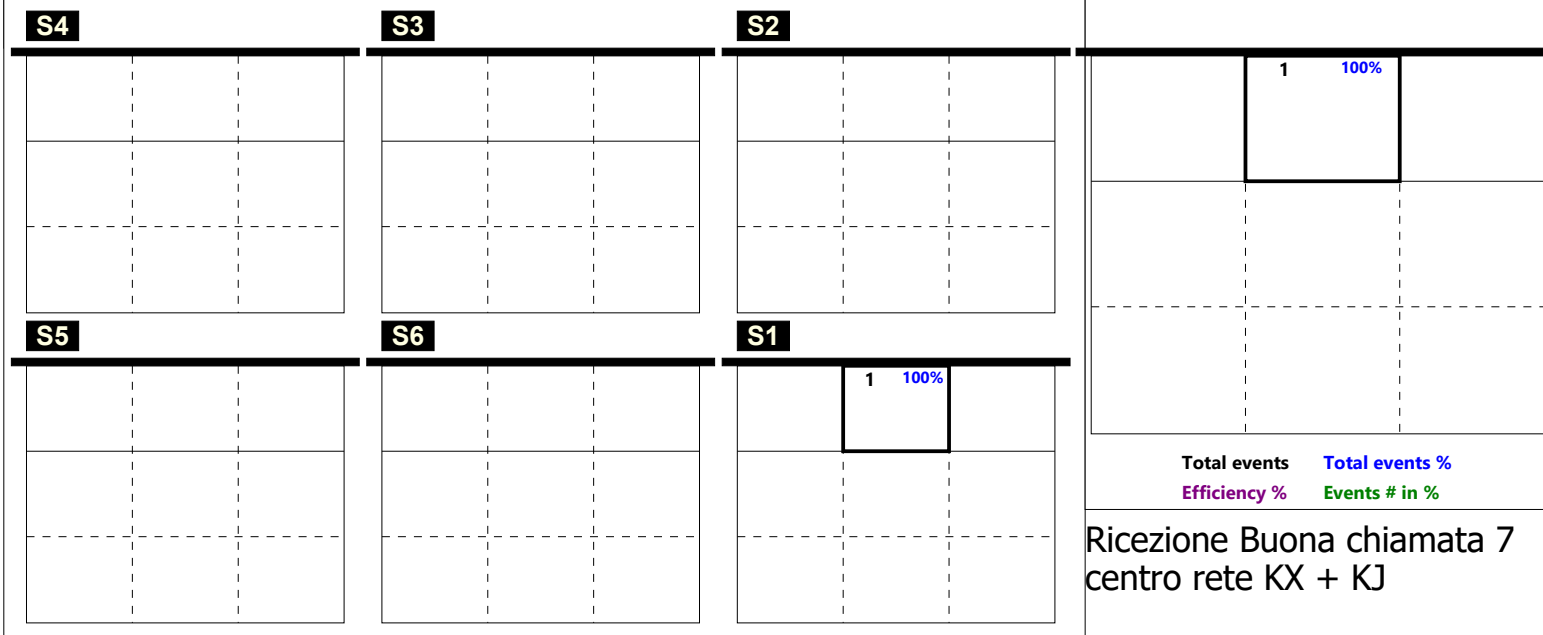 S4
S3
S2
1 100%
S5
S6
S1
1 100%
Total events Total events %
Efficiency % Events # in %
Ricezione Buona chiamata 7
centro rete KX + KJ